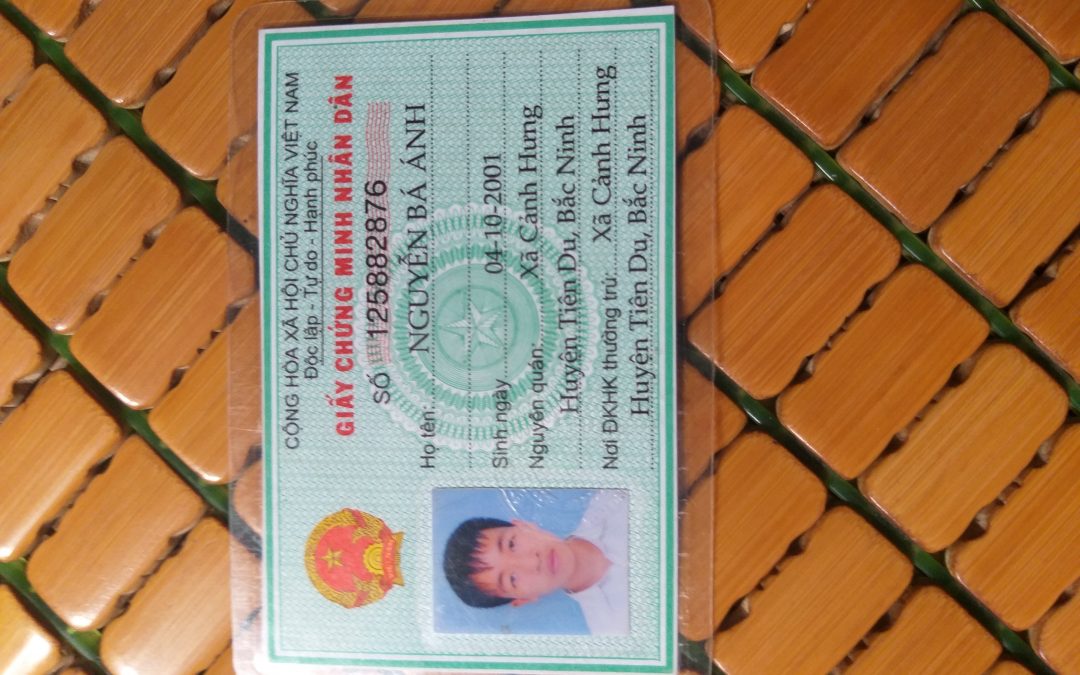 CỘNG HÒA XÃ HỘI CHỦ NGHĨA VIỆT NAM
Độc lập - Tự do - Hạnh phúc
GIẤY CHỨNG MINH NHÂN DÂN
SỐ 125882876
Họ tên: NGUYỄN BÁ ÁNH
Sinh ngày 04-10-2001
Nguyên quán: Xã Cảnh Hưng
Huyện Tiên Du, Bắc Ninh
Nơi ĐKHK thường trú: Xã Cảnh Hưng
Huyện Tiên Du, Bắc Ninh